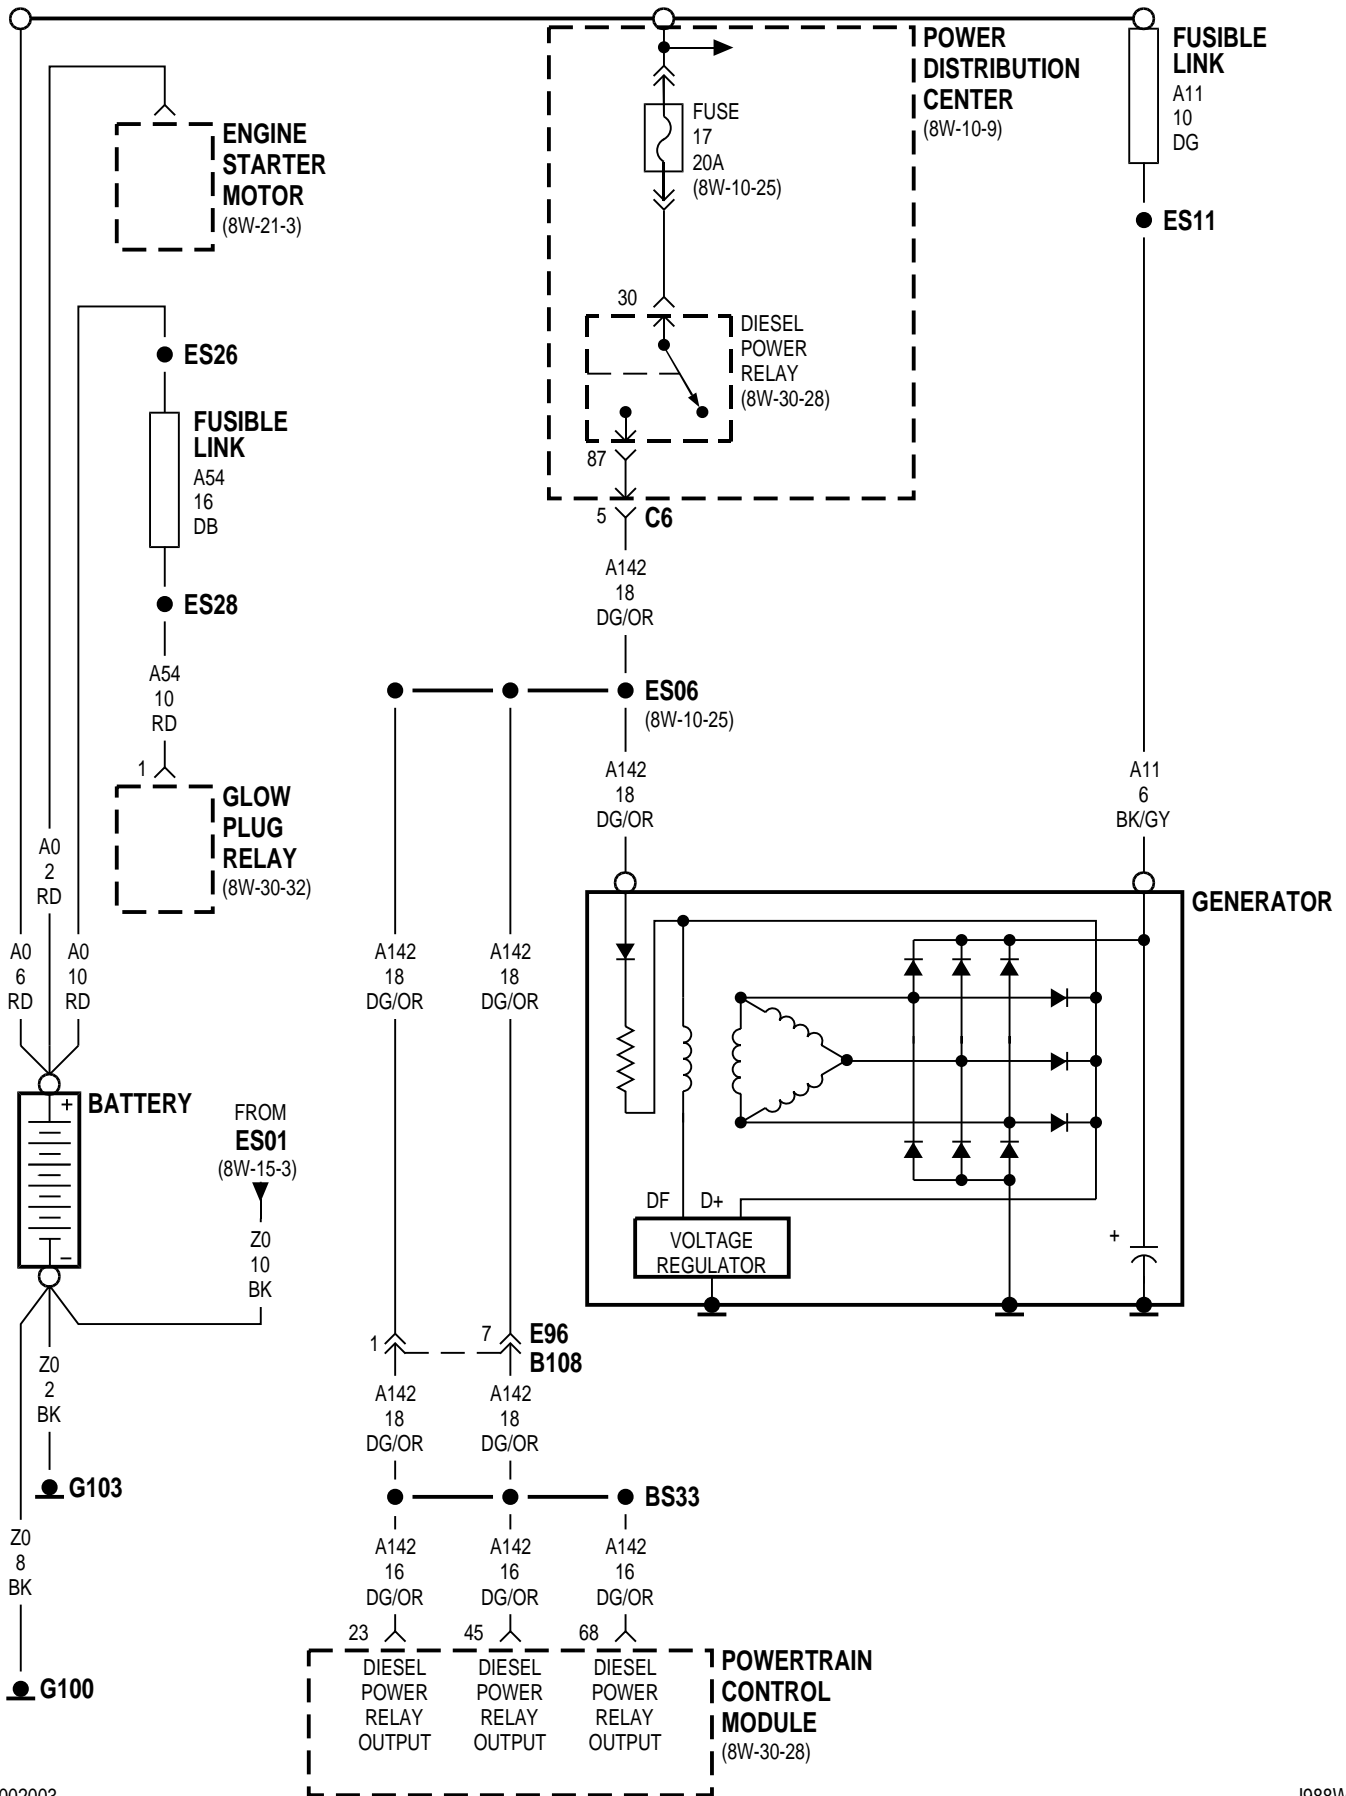 POWER
DISTRIBUTION
CENTER
(8W-10-9)
FUSIBLE
LINK
A11
10
DG
ES11
FUSE
17
20A
(8W-10-25)
ENGINE
STARTER
MOTOR
(8W-21-3)
30
DIESEL
POWER
RELAY
(8W-30-28)
87
5
C6
ES26
FUSIBLE
LINK
A54
16
DB
ES28
A54
10
RD
1
GLOW
PLUG
RELAY
(8W-30-32)
A142
18
DG/OR
ES06
(8W-10-25)
A142
18
DG/OR
A11
6
BK/GY
A0
2
RD
A0
6
RD
A0
10
RD
A142
18
DG/OR
A142
18
DG/OR
GENERATOR
+
BATTERY
−
FROM
ES01
(8W-15-3)
Z0
10
BK
DF
D+
VOLTAGE
REGULATOR
+
1
7
E96
B108
Z0
2
BK
G103
A142
18
DG/OR
A142
18
DG/OR
BS33
Z0
8
BK
G100
A142
16
DG/OR
A142
16
DG/OR
A142
16
DG/OR
23
45
68
DIESEL
POWER
RELAY
OUTPUT
DIESEL
POWER
RELAY
OUTPUT
DIESEL
POWER
RELAY
OUTPUT
POWERTRAIN
CONTROL
MODULE
(8W-30-28)